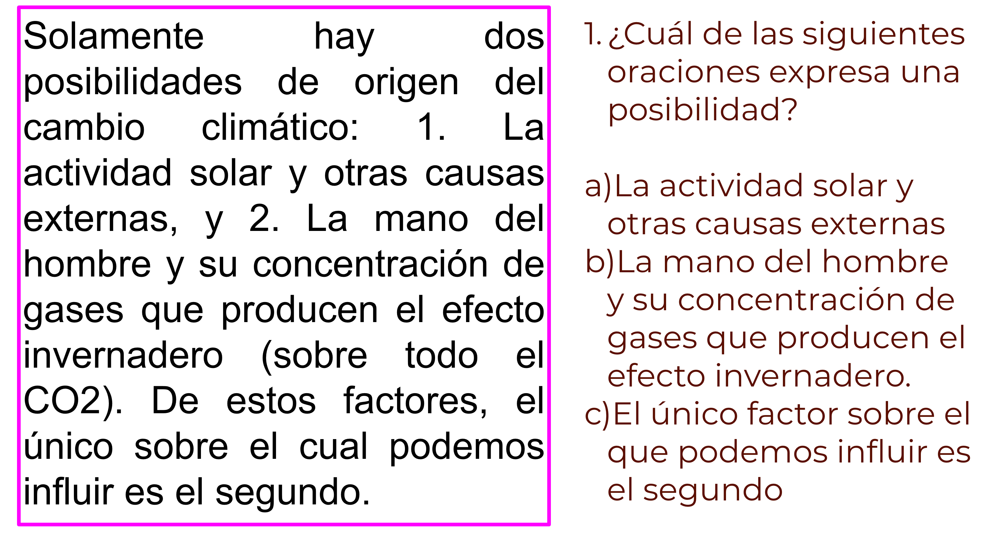 Solamente hay dos
posibilidades de origen del
cambio climático: 1. La
actividad solar y otras causas
externas, y 2. La mano del
hombre y su concentración de
gases que producen el efecto
invernadero (sobre todo el
CO2). De estos factores, el
único sobre el cual podemos
influir es el segundo.
1. ¿Cuál de las siguientes
oraciones expresa una
posibilidad?
a)La actividad solar y
otras causas externas
b)La mano del hombre
y su concentración de
gases que producen el
efecto invernadero.
c)El único factor sobre el
que podemos influir es
el segundo